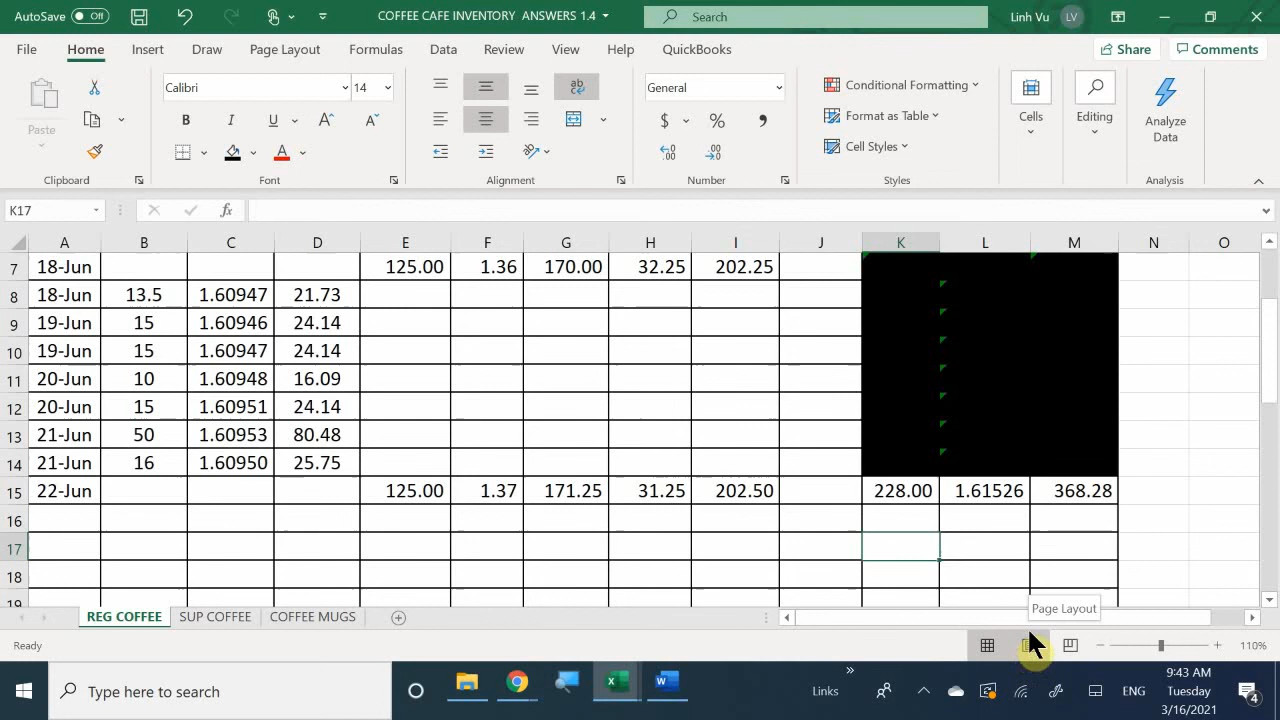 AutoSave Off COFFEE CAFE INVENTORY ANSWERS 1.4 Search Linh Vu LV
File Home Insert Draw Page Layout Formulas Data Review View Help QuickBooks Share Comments
Calibri 14 General Conditional Formatting
Paste B I U A A $ % Format as Table Cells Editing Analyze Data
A ab c .00 .0 .00 Cell Styles
Clipboard Font Alignment Number Styles Analysis
K17 fx
A B C D E F G H I J K L M N O
7 18-Jun 125.00 1.36 170.00 32.25 202.25
8 18-Jun 13.5 1.60947 21.73
9 19-Jun 15 1.60946 24.14
10 19-Jun 15 1.60947 24.14
11 20-Jun 10 1.60948 16.09
12 20-Jun 15 1.60951 24.14
13 21-Jun 50 1.60953 80.48
14 21-Jun 16 1.60950 25.75
15 22-Jun 125.00 1.37 171.25 31.25 202.50 228.00 1.61526 368.28
16
17
18
19
Page Layout
REG COFFEE SUP COFFEE COFFEE MUGS
Ready 110%
Type here to search Links ENG 9:43 AM
Tuesday
3/16/2021
4